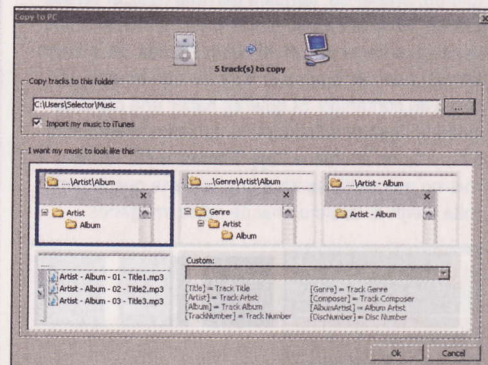 Copy to PC
5 track(s) to copy
Copy tracks to this folder
C:\Users\Selector\Music
...
Import my music to iTunes
I want my music to look like this
....\Artist\Album
Artist
Album
....\Genre\Artist\Album
Genre
Artist
Album
....\Artist - Album
Artist - Album
Artist - Album - 01 - Title1.mp3
Artist - Album - 02 - Title2.mp3
Artist - Album - 03 - Title3.mp3
Custom:
[Title] = Track Title
[Genre] = Track Genre
[Artist] = Track Artist
[Composer] = Track Composer
[Album] = Track Album
[AlbumArtist] = Album Artist
[TrackNumber] = Track Number
[DiscNumber] = Disc Number
Ok
Cancel